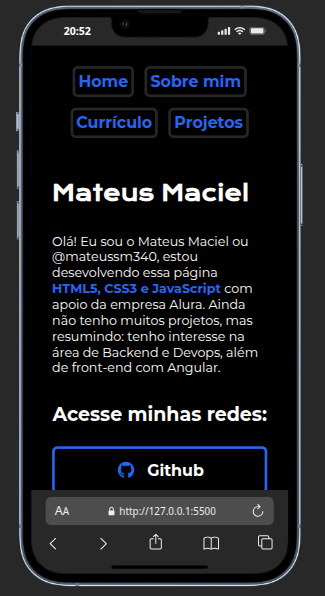 20:52
Home Sobre mim
Currículo Projetos
Mateus Maciel
Olá! Eu sou o Mateus Maciel ou
@mateussm340, estou
desevolvendo essa página
HTML5, CSS3 e JavaScript com
apoio da empresa Alura. Ainda
não tenho muitos projetos, mas
resumindo: tenho interesse na
área de Backend e Devops, além
de front-end com Angular.
Acesse minhas redes:
Github
AA http://127.0.0.1:5500